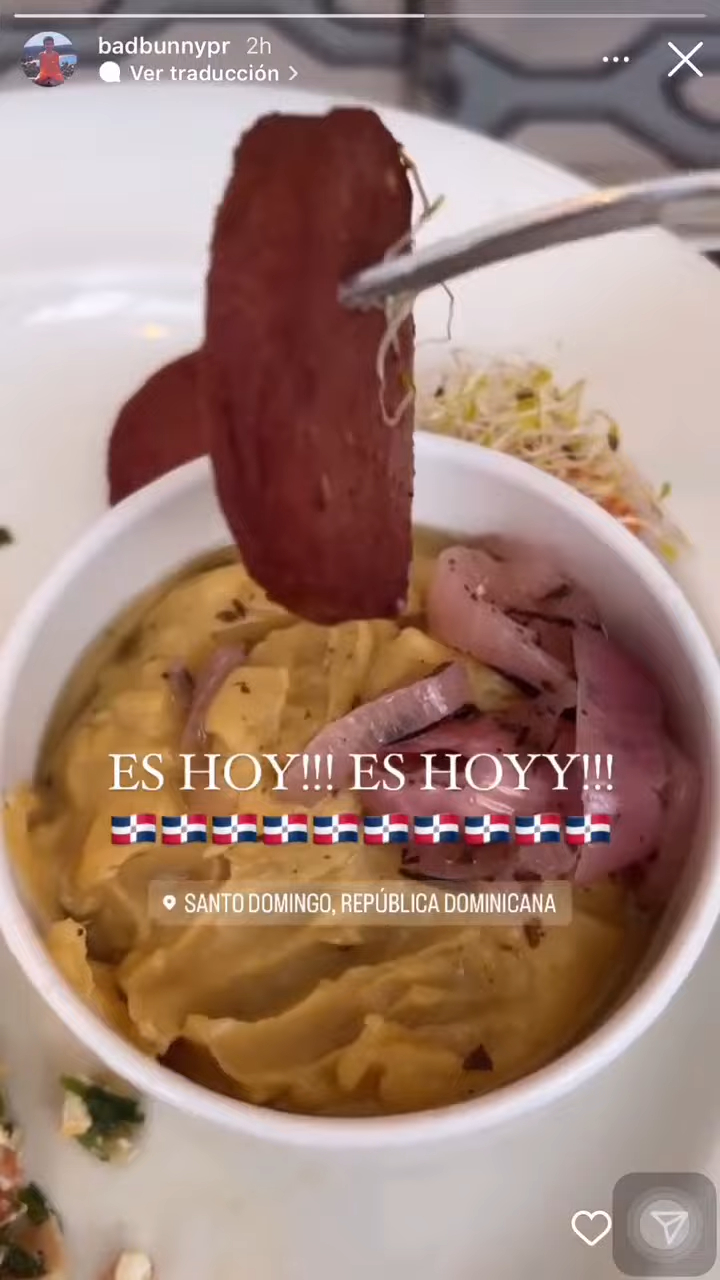 badbunnypr 2h
Ver traducción
ES HOY!!! ES HOYY!!!
SANTO DOMINGO, REPÚBLICA DOMINICANA